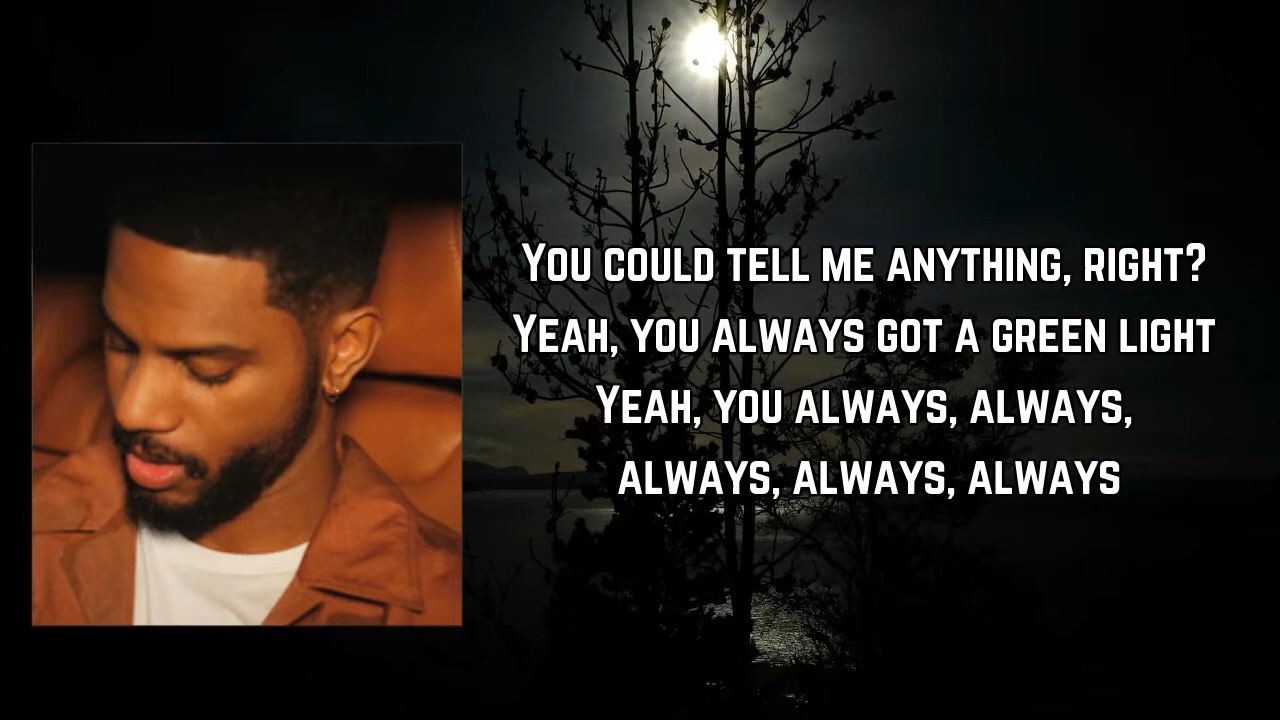 You could tell me anything, right?
Yeah, you always got a green light
Yeah, you always, always,
always, always, always